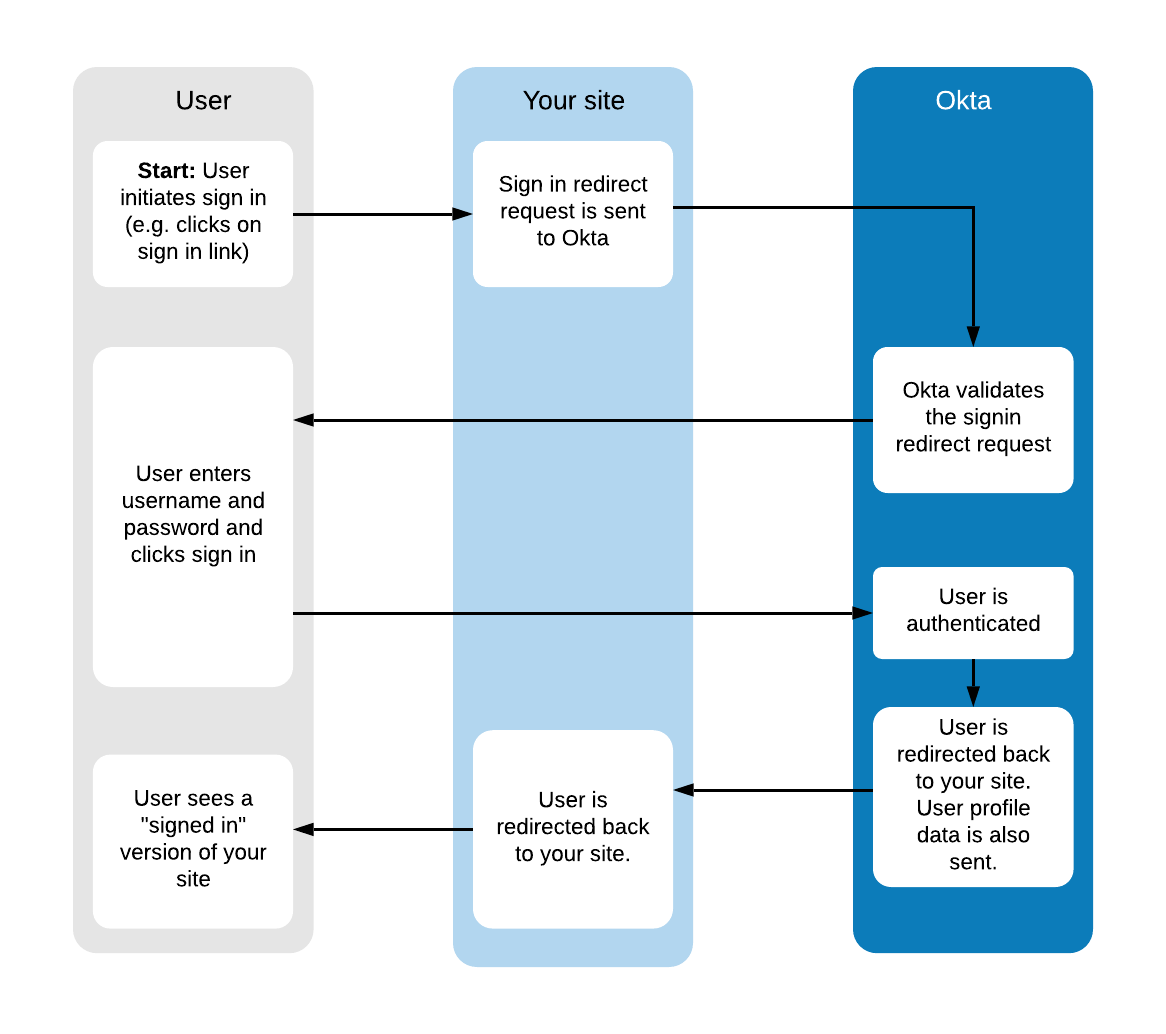 User
Your site
Okta
Start: User
initiates sign in
(e.g. clicks on
sign in link)
Sign in redirect
request is sent
to Okta
Okta validates
the signin
redirect request
User enters
username and
password and
clicks sign in
User is
authenticated
User is
redirected back
to your site.
User profile
data is also
sent.
User is
redirected back
to your site.
User sees a
"signed in"
version of your
site